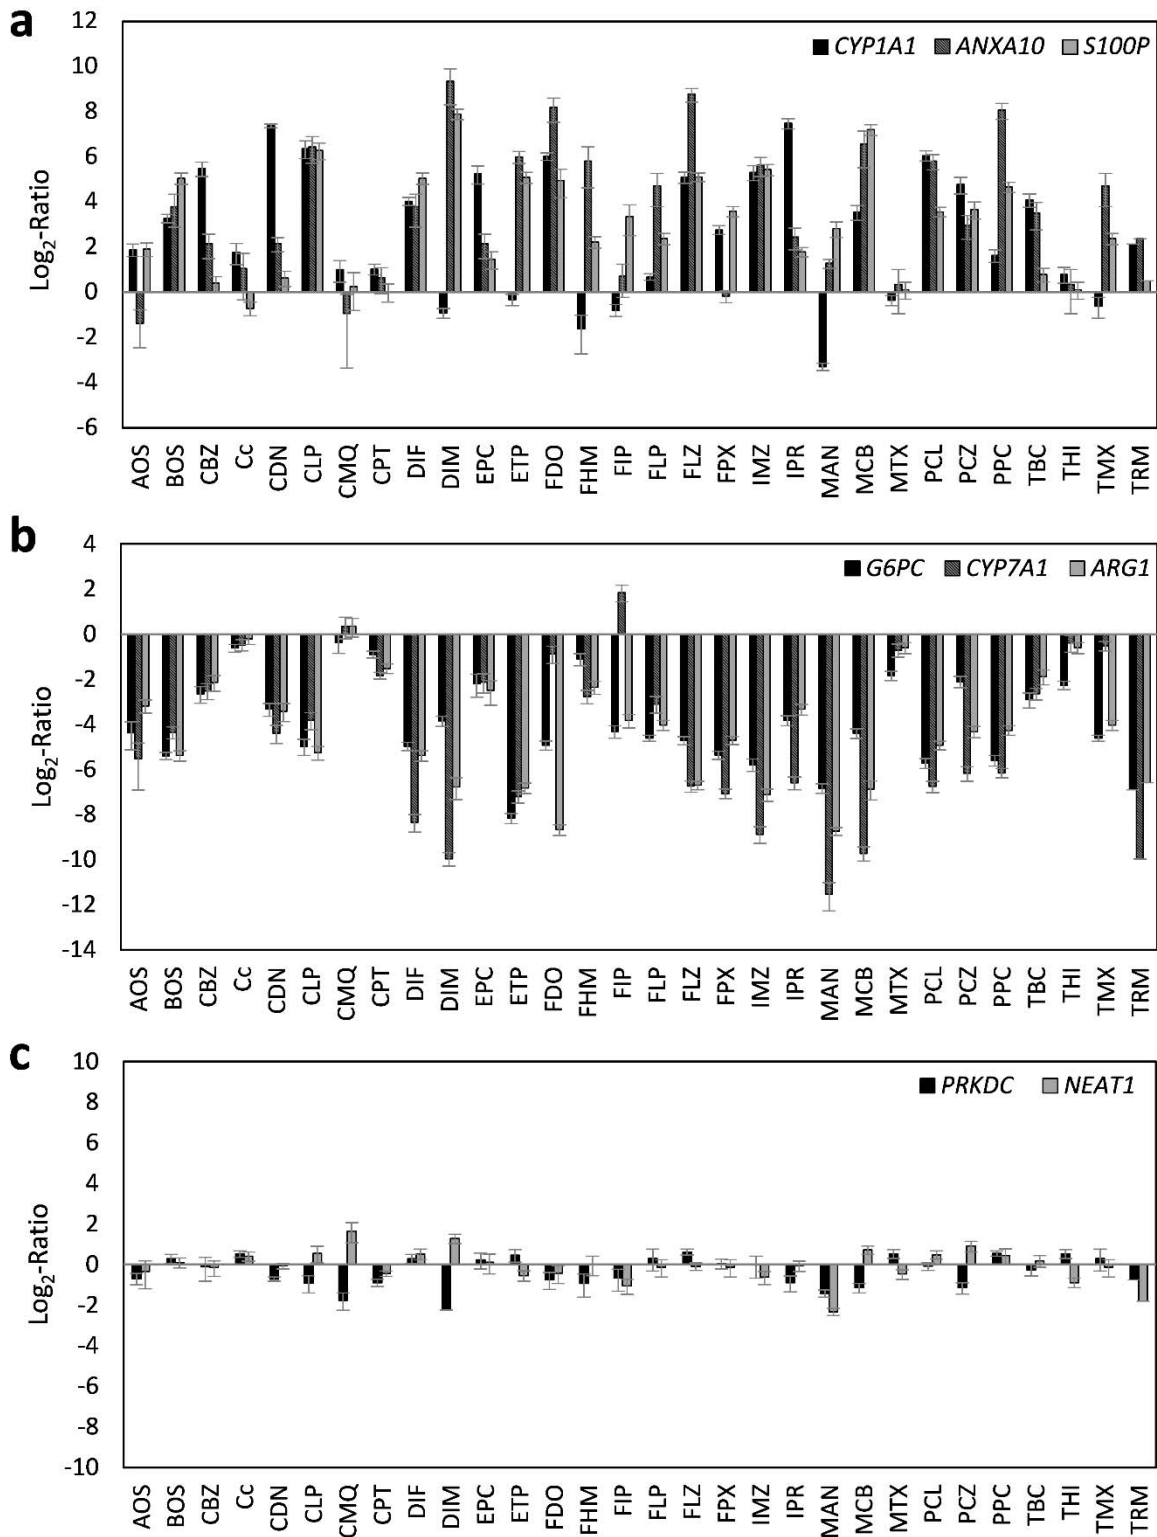 a
12
10
8
6
4
2
0
-2
-4
-6
Log2-Ratio
CYP1A1 ANXA10 S100P
AOS BOS CBZ Cc CDN CLP CMQ CPT DIF DIM EPC ETP FDO FHM FIP FLP FLZ FPX IMZ IPR MAN MCB MTX PCL PCZ PPC TBC THI TMX TRM
b
4
2
0
-2
-4
-6
-8
-10
-12
-14
Log2-Ratio
G6PC CYP7A1 ARG1
AOS BOS CBZ Cc CDN CLP CMQ CPT DIF DIM EPC ETP FDO FHM FIP FLP FLZ FPX IMZ IPR MAN MCB MTX PCL PCZ PPC TBC THI TMX TRM
c
10
8
6
4
2
0
-2
-4
-6
-8
-10
Log2-Ratio
PRKDC NEAT1
AOS BOS CBZ Cc CDN CLP CMQ CPT DIF DIM EPC ETP FDO FHM FIP FLP FLZ FPX IMZ IPR MAN MCB MTX PCL PCZ PPC TBC THI TMX TRM